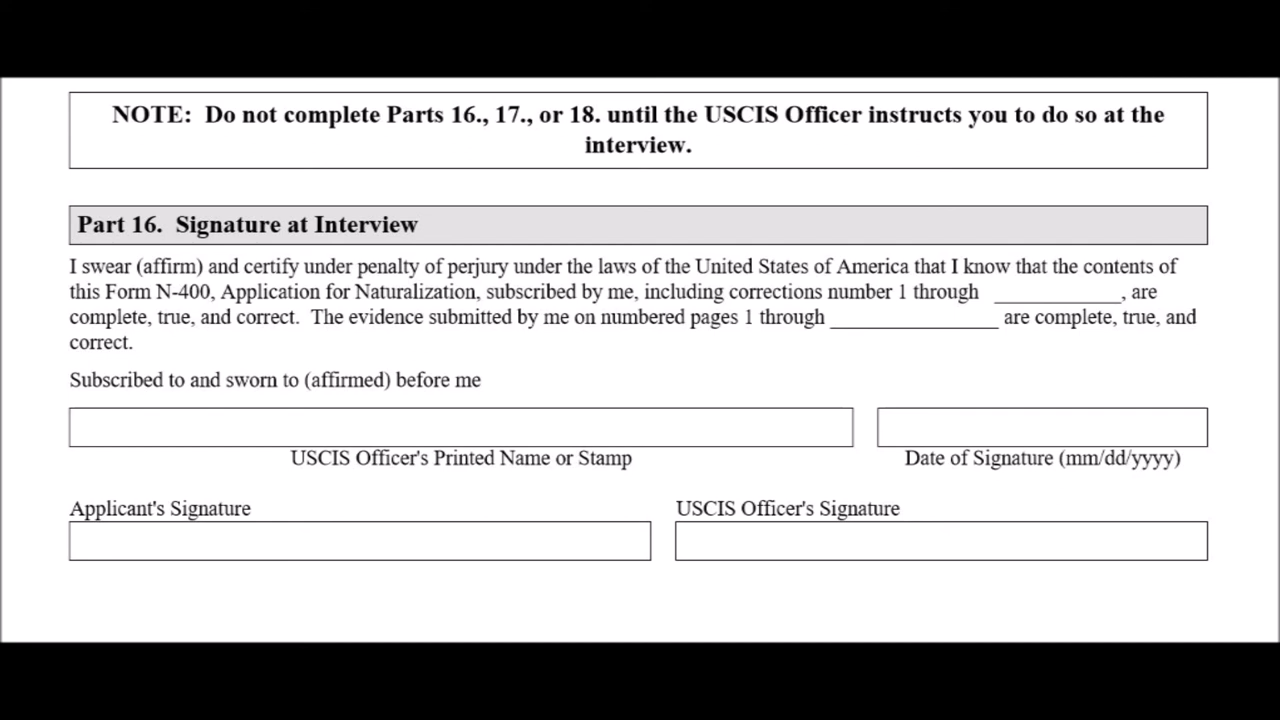 NOTE: Do not complete Parts 16., 17., or 18. until the USCIS Officer instructs you to do so at the
interview.
Part 16. Signature at Interview
I swear (affirm) and certify under penalty of perjury under the laws of the United States of America that I know that the contents of
this Form N-400, Application for Naturalization, subscribed by me, including corrections number 1 through ____________, are
complete, true, and correct. The evidence submitted by me on numbered pages 1 through ________________ are complete, true, and
correct.
Subscribed to and sworn to (affirmed) before me
USCIS Officer's Printed Name or Stamp
Date of Signature (mm/dd/yyyy)
Applicant's Signature
USCIS Officer's Signature